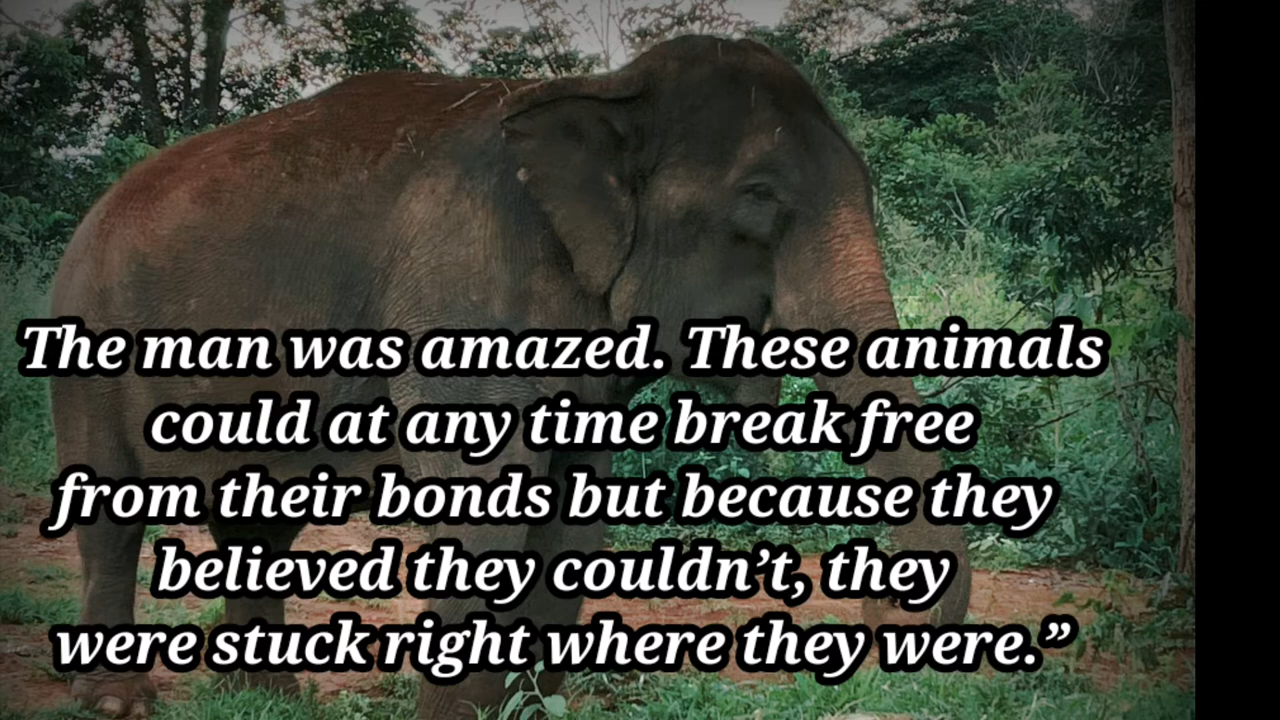 The man was amazed. These animals
could at any time break free
from their bonds but because they
believed they couldn’t, they
were stuck right where they were.”